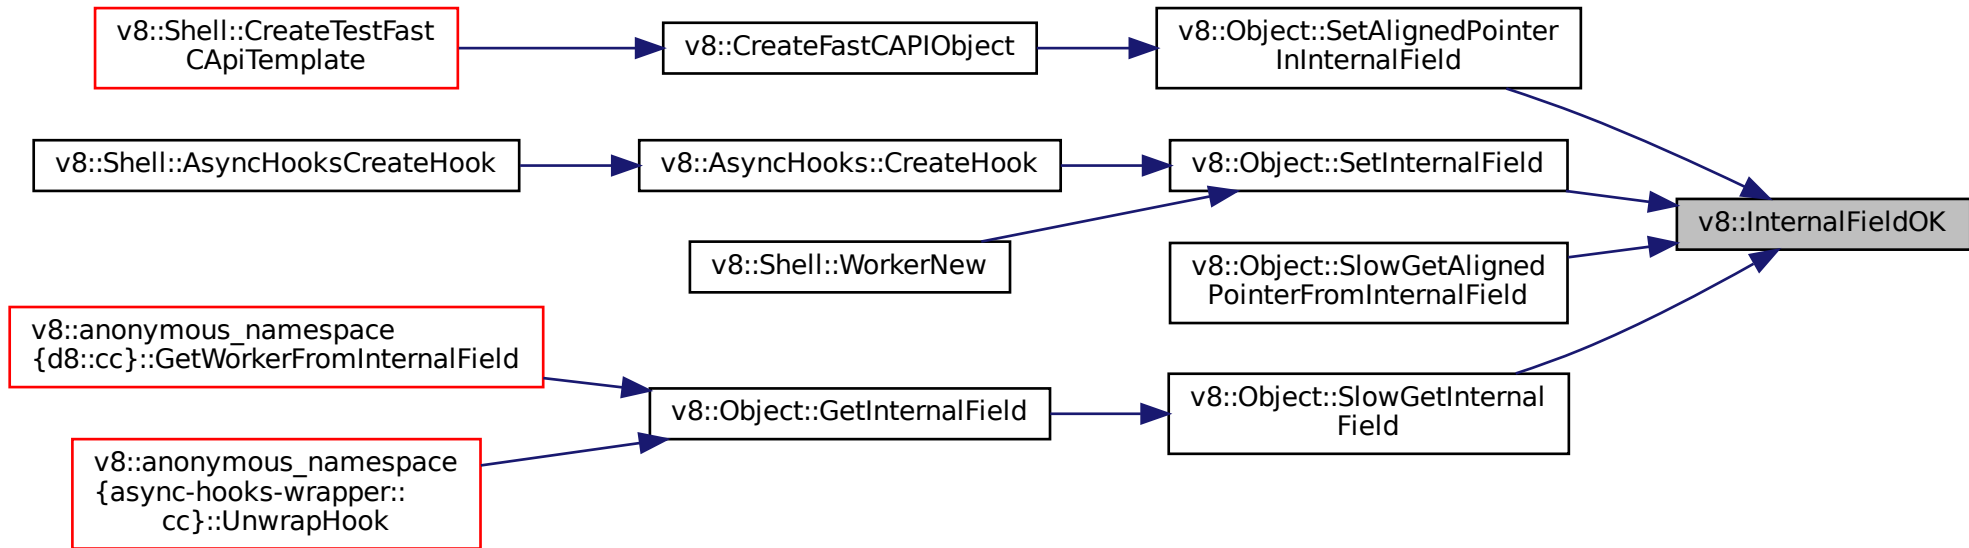 v8::Shell::CreateTestFast
CApiTemplate
v8::CreateFastCAPIObject
v8::Object::SetAlignedPointer
InInternalField
v8::Shell::AsyncHooksCreateHook
v8::AsyncHooks::CreateHook
v8::Object::SetInternalField
v8::InternalFieldOK
v8::Shell::WorkerNew
v8::Object::SlowGetAligned
PointerFromInternalField
v8::anonymous_namespace
{d8::cc}::GetWorkerFromInternalField
v8::Object::GetInternalField
v8::Object::SlowGetInternal
Field
v8::anonymous_namespace
{async-hooks-wrapper::
cc}::UnwrapHook